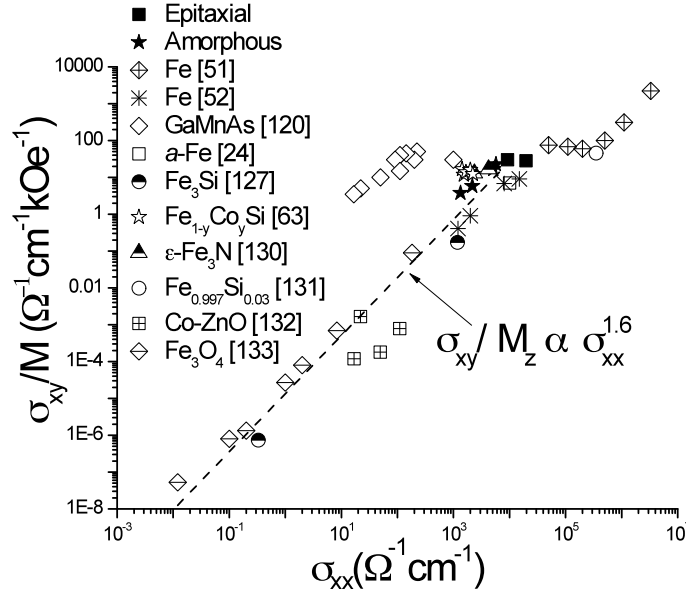 Epitaxial
Amorphous
Fe [51]
Fe [52]
GaMnAs [120]
a-Fe [24]
Fe₃Si [127]
Fe₁₋yCoySi [63]
ε-Fe₃N [130]
Fe₀.₉₉₇Si₀.₀₃ [131]
Co-ZnO [132]
Fe₃O₄ [133]
10000
100
1
0.01
1E-4
1E-6
1E-8
σxy/M (Ω⁻¹cm⁻¹kOe⁻¹)
σxy/ Mz α σxx^1.6
10⁻³
10⁻¹
10¹
10³
10⁵
10⁷
σxx(Ω⁻¹cm⁻¹)